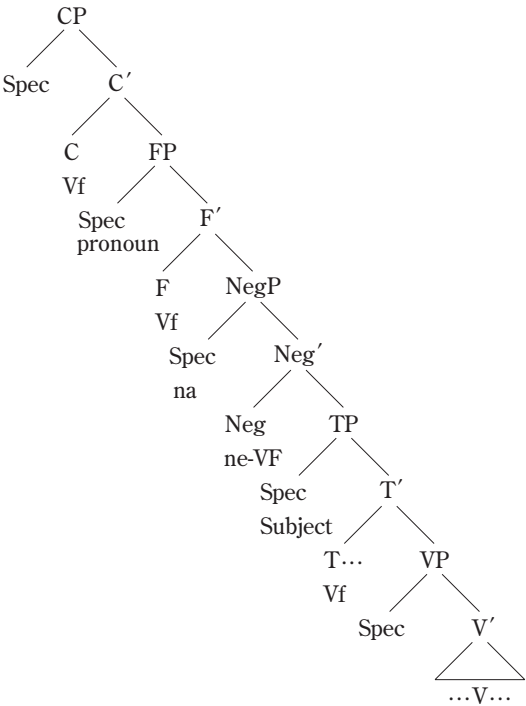 CP
Spec C′
C FP
Vf
Spec F′
pronoun
F NegP
Vf
Spec Neg′
na
Neg TP
ne-VF
Spec T′
Subject
T… VP
Vf
Spec V′
…V…